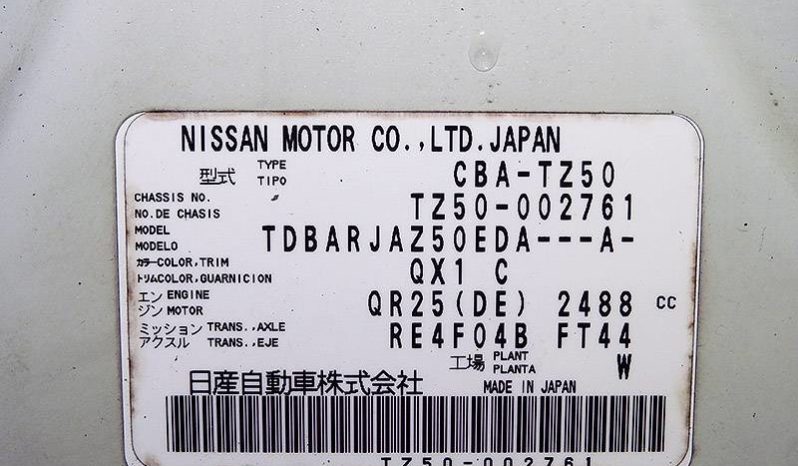 NISSAN MOTOR CO.,LTD.JAPAN
型式 TYPE TIPO CBA-TZ50
CHASSIS NO.
NO.DE CHASIS TZ50-002761
MODEL
MODELO TDBARJAZ50EDA---A-
カラーCOLOR,TRIM
トリムCOLOR,GUARNICION QX1 C
エン ENGINE
ジン MOTOR QR25(DE) 2488 CC
ミッション TRANS.,AXLE
アクスル TRANS.,EJE RE4F04B FT44
工場 PLANT PLANTA W
日産自動車株式会社 MADE IN JAPAN
TZ50-002761